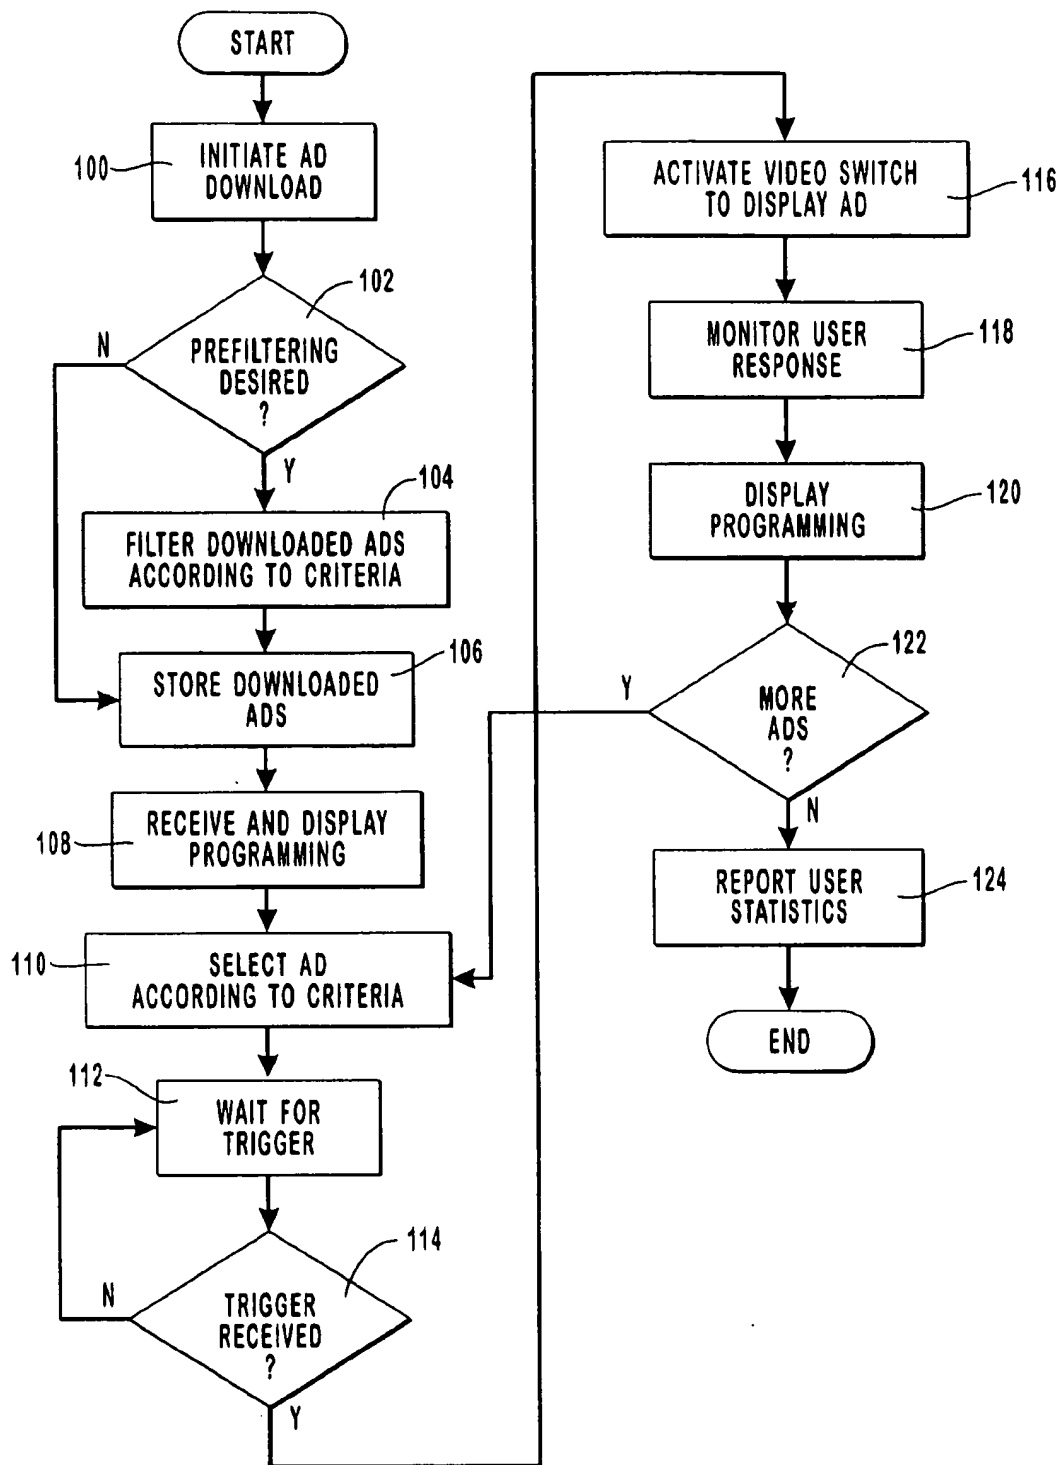 START
100
INITIATE AD
DOWNLOAD
102
N
PREFILTERING
DESIRED
?
Y
104
FILTER DOWNLOADED ADS
ACCORDING TO CRITERIA
106
STORE DOWNLOADED
ADS
108
RECEIVE AND DISPLAY
PROGRAMMING
110
SELECT AD
ACCORDING TO CRITERIA
112
WAIT FOR
TRIGGER
114
N
TRIGGER
RECEIVED
?
Y
ACTIVATE VIDEO SWITCH
TO DISPLAY AD
116
MONITOR USER
RESPONSE
118
DISPLAY
PROGRAMMING
120
122
Y
MORE
ADS
?
N
REPORT USER
STATISTICS
124
END